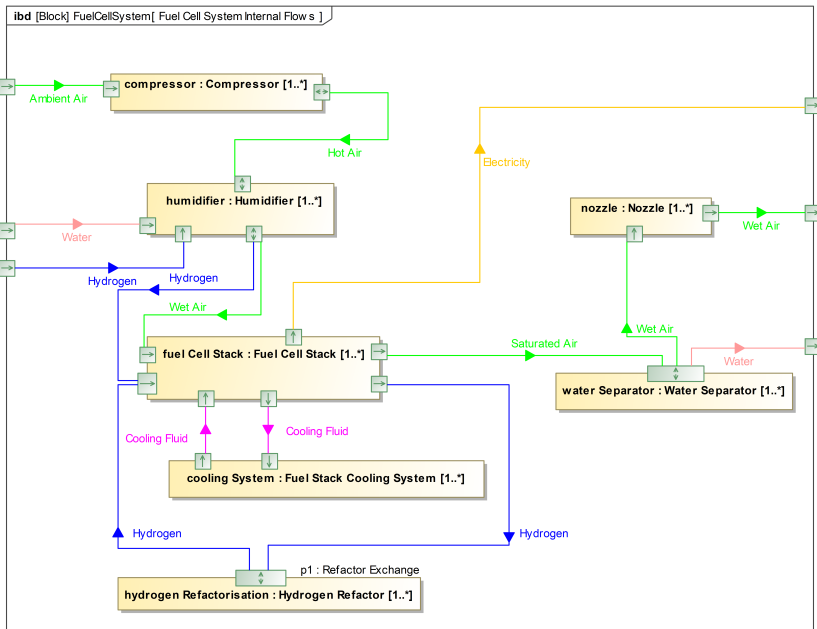 ibd [Block] FuelCellSystem[ Fuel Cell System Internal Flows ]
compressor : Compressor [1..*]
Ambient Air
Hot Air
Electricity
humidifier : Humidifier [1..*]
nozzle : Nozzle [1..*]
Water
Wet Air
Hydrogen
Hydrogen
Wet Air
Wet Air
Saturated Air
fuel Cell Stack : Fuel Cell Stack [1..*]
Water
water Separator : Water Separator [1..*]
Cooling Fluid
Cooling Fluid
cooling System : Fuel Stack Cooling System [1..*]
Hydrogen
Hydrogen
p1 : Refactor Exchange
hydrogen Refactorisation : Hydrogen Refactor [1..*]